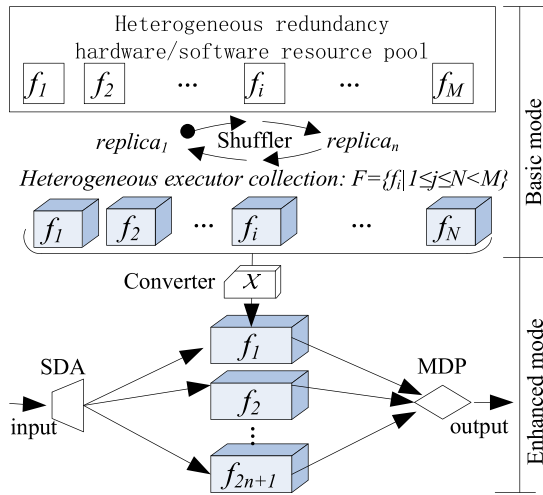 Heterogeneous redundancy
hardware/software resource pool
f1 f2 ... fi ... fM
replica1 Shuffler replican
Heterogeneous executor collection: F={fi|1≤j≤N<M}
f1 f2 ... fi ... fN
Basic mode
Converter X
f1
SDA
MDP
f2
input
output
f2n+1
Enhanced mode